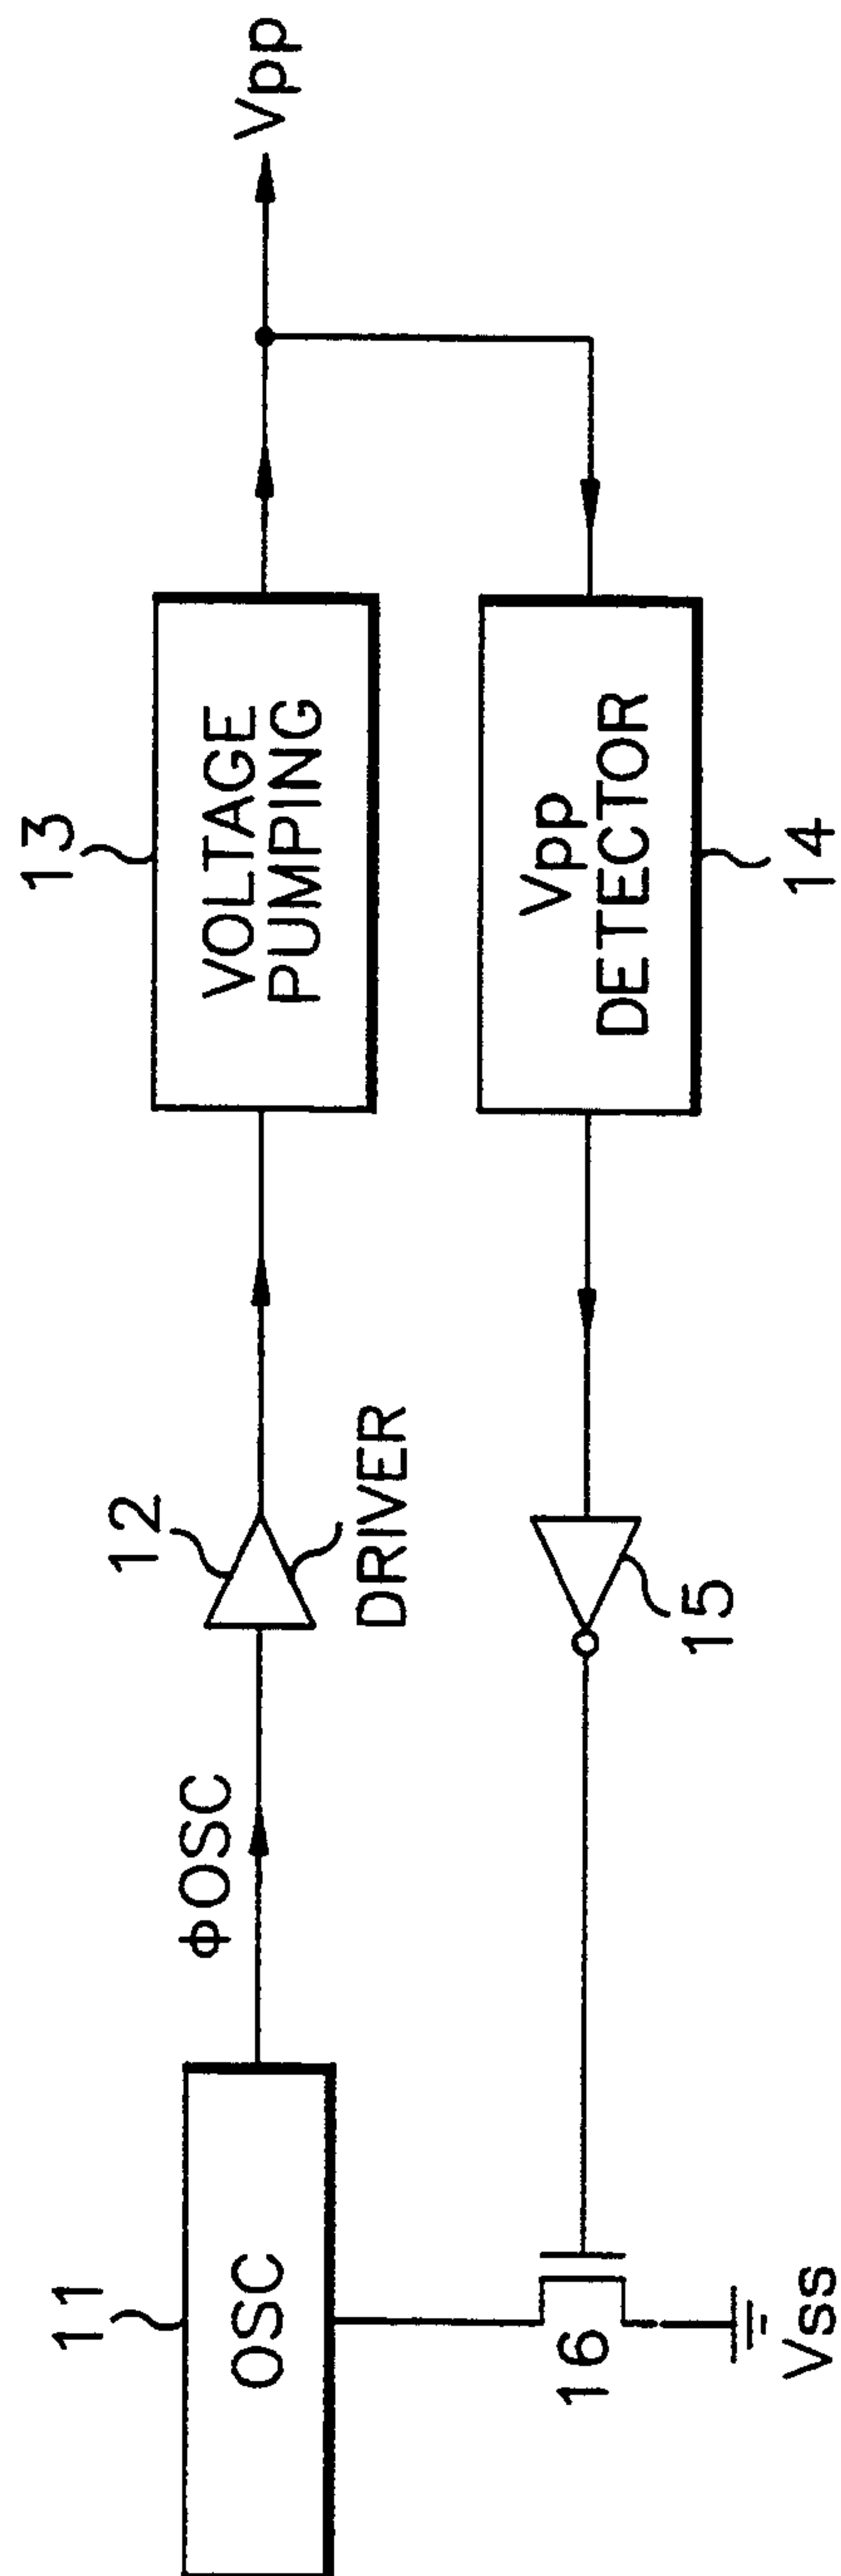 11
OSC
φOSC
12
DRIVER
13
VOLTAGE
PUMPING
Vpp
Vpp
DETECTOR
14
15
16
Vss